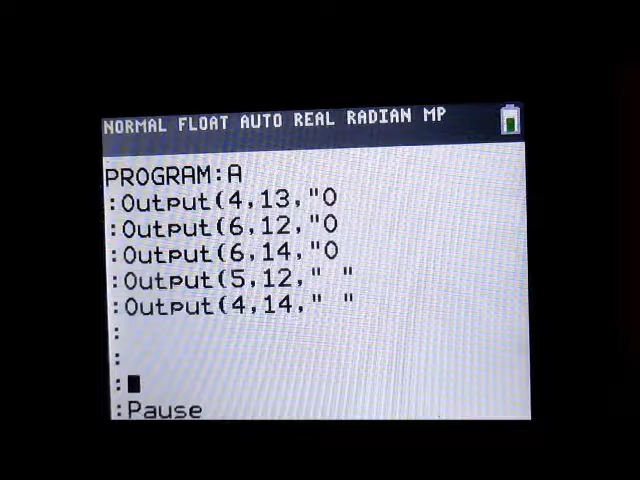 NORMAL FLOAT AUTO REAL RADIAN MP
PROGRAM:A
:Output(4,13,"O
:Output(6,12,"O
:Output(6,14,"O
:Output(5,12," "
:Output(4,14," "
:
:
:
:Pause